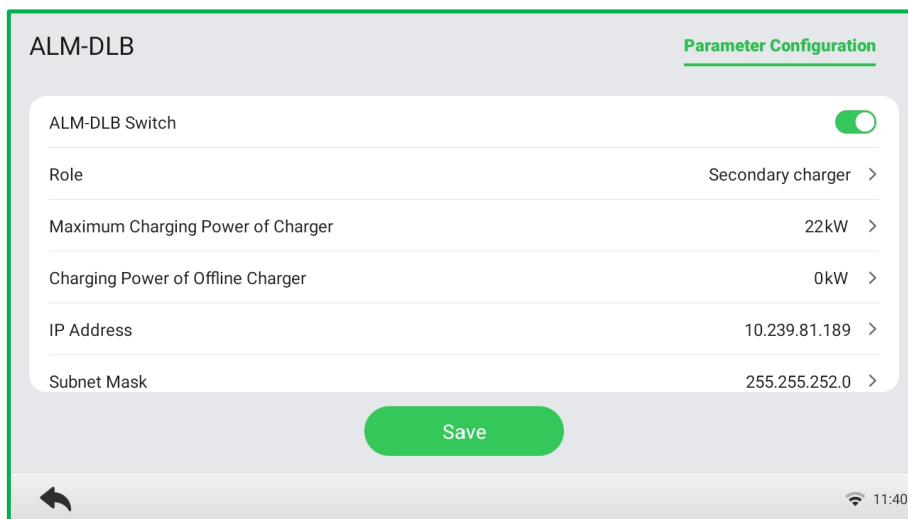 ALM-DLB
Parameter Configuration
ALM-DLB Switch
Role Secondary charger
Maximum Charging Power of Charger 22kW
Charging Power of Offline Charger 0kW
IP Address 10.239.81.189
Subnet Mask 255.255.252.0
Save
11:40